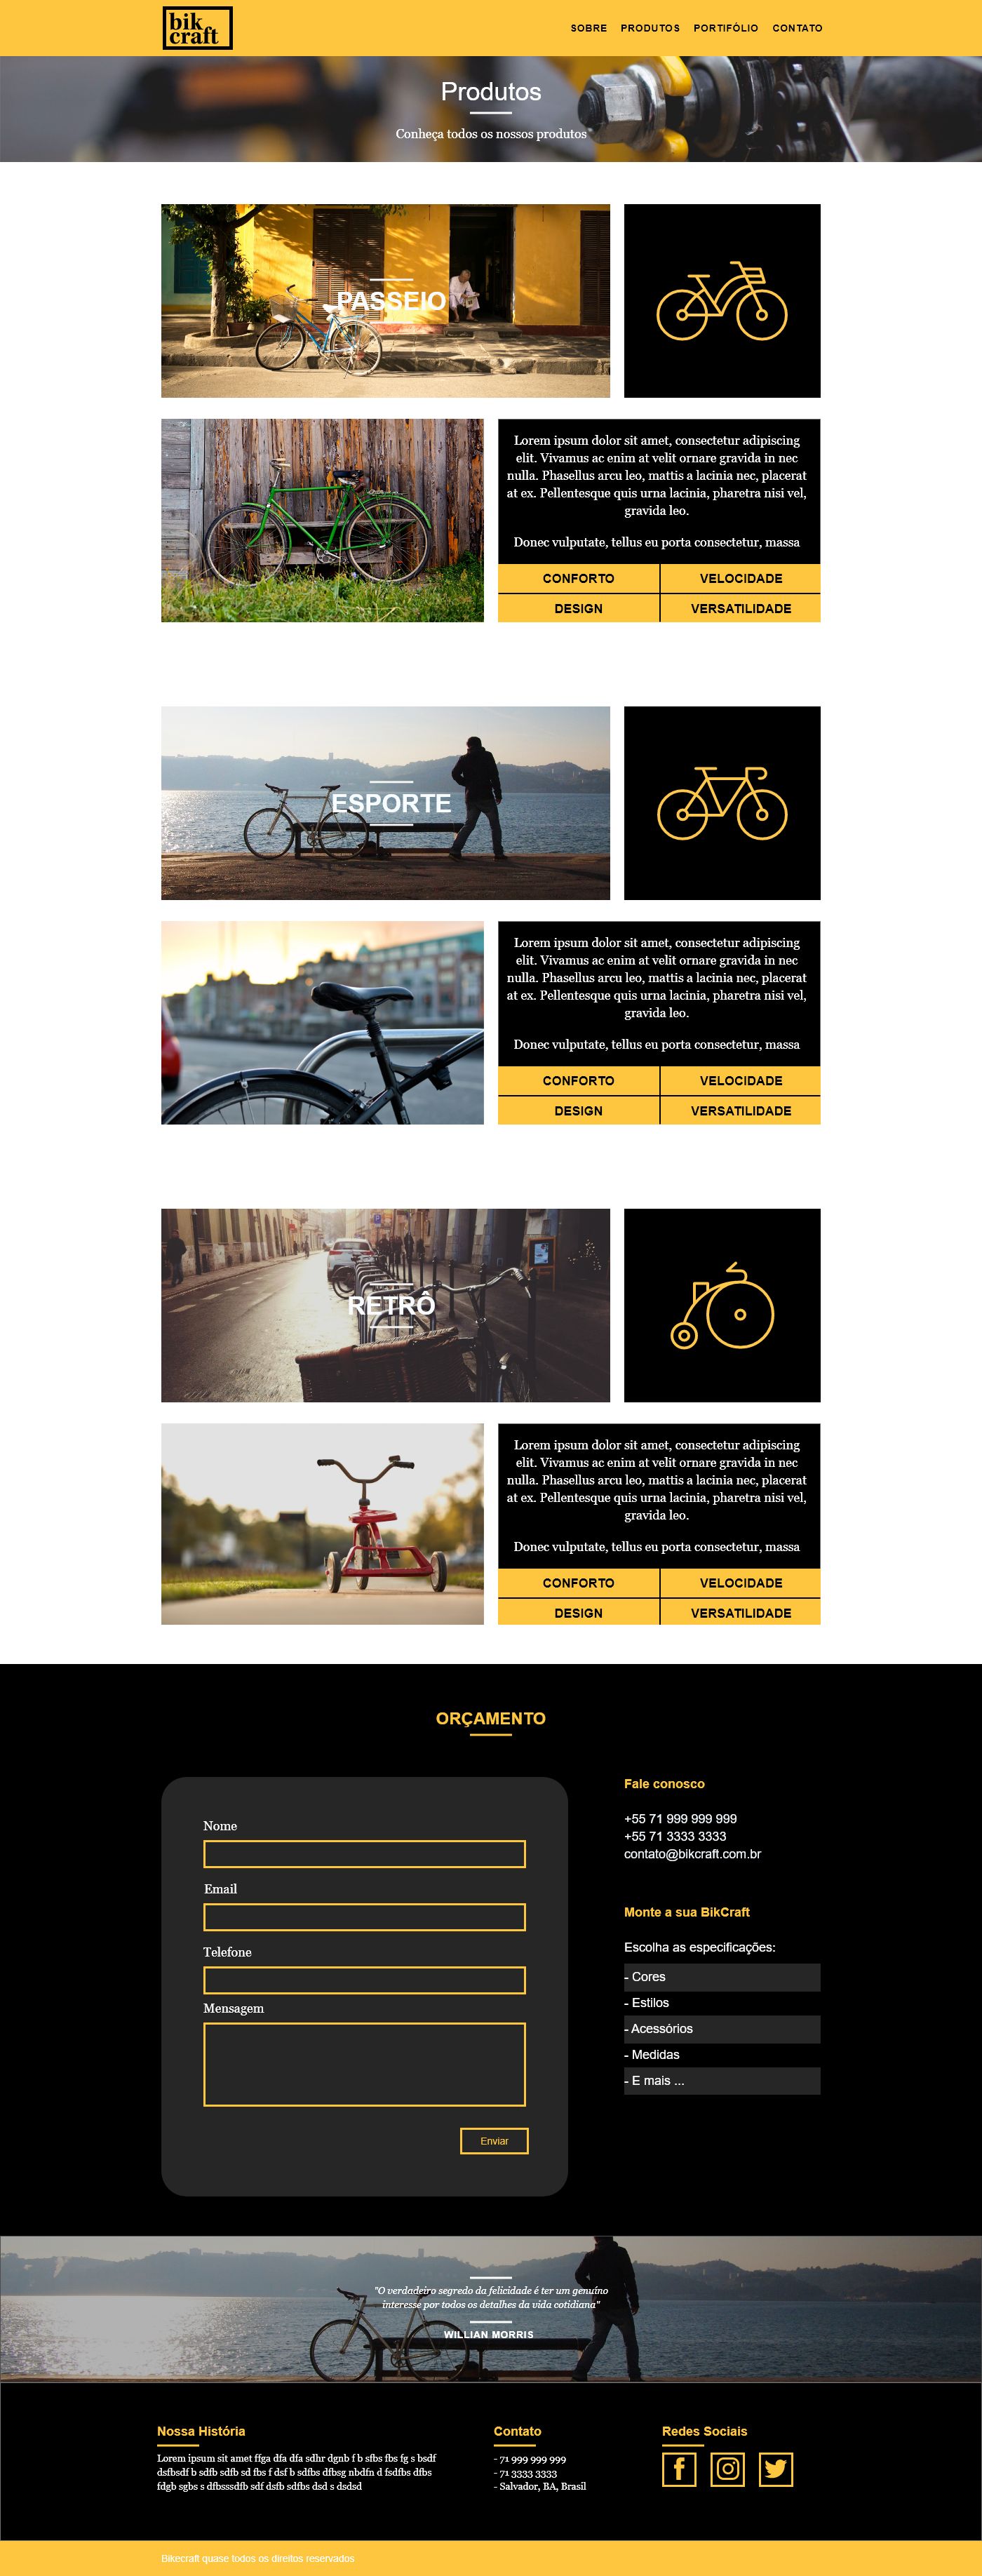 bik
craft
SOBRE PRODUTOS PORTIFÓLIO CONTATO
Produtos
Conheça todos os nossos produtos
PASSEIO
Lorem ipsum dolor sit amet, consectetur adipiscing
elit. Vivamus ac enim at velit ornare gravida in nec
nulla. Phasellus arcu leo, mattis a lacinia nec, placerat
at ex. Pellentesque quis urna lacinia, pharetra nisi vel,
gravida leo.
Donec vulputate, tellus eu porta consectetur, massa
CONFORTO VELOCIDADE
DESIGN VERSATILIDADE
ESPORTE
Lorem ipsum dolor sit amet, consectetur adipiscing
elit. Vivamus ac enim at velit ornare gravida in nec
nulla. Phasellus arcu leo, mattis a lacinia nec, placerat
at ex. Pellentesque quis urna lacinia, pharetra nisi vel,
gravida leo.
Donec vulputate, tellus eu porta consectetur, massa
CONFORTO VELOCIDADE
DESIGN VERSATILIDADE
RETRÔ
Lorem ipsum dolor sit amet, consectetur adipiscing
elit. Vivamus ac enim at velit ornare gravida in nec
nulla. Phasellus arcu leo, mattis a lacinia nec, placerat
at ex. Pellentesque quis urna lacinia, pharetra nisi vel,
gravida leo.
Donec vulputate, tellus eu porta consectetur, massa
CONFORTO VELOCIDADE
DESIGN VERSATILIDADE
ORÇAMENTO
Nome
Email
Telefone
Mensagem
Enviar
Fale conosco
+55 71 999 999 999
+55 71 3333 3333
contato@bikcraft.com.br
Monte a sua BikCraft
Escolha as especificações:
- Cores
- Estilos
- Acessórios
- Medidas
- E mais ...
"O verdadeiro segredo da felicidade é ter um genuíno
interesse por todos os detalhes da vida cotidiana"
WILLIAN MORRIS
Nossa História
Lorem ipsum sit amet ffga dfa dfa sdhr dgnb f b sfbs fbs fg s bsdf
dsfbsdf b sdfb sdfb sd fbs f dsf b sdfbs dfbsg nbdfn d fsdfbs dfbs
fdgb sgbs s dfbsssdfb sdf dsfb sdfbs dsd s dsdsd
Contato
- 71 999 999 999
- 71 3333 3333
- Salvador, BA, Brasil
Redes Sociais
Bikecraft quase todos os direitos reservados